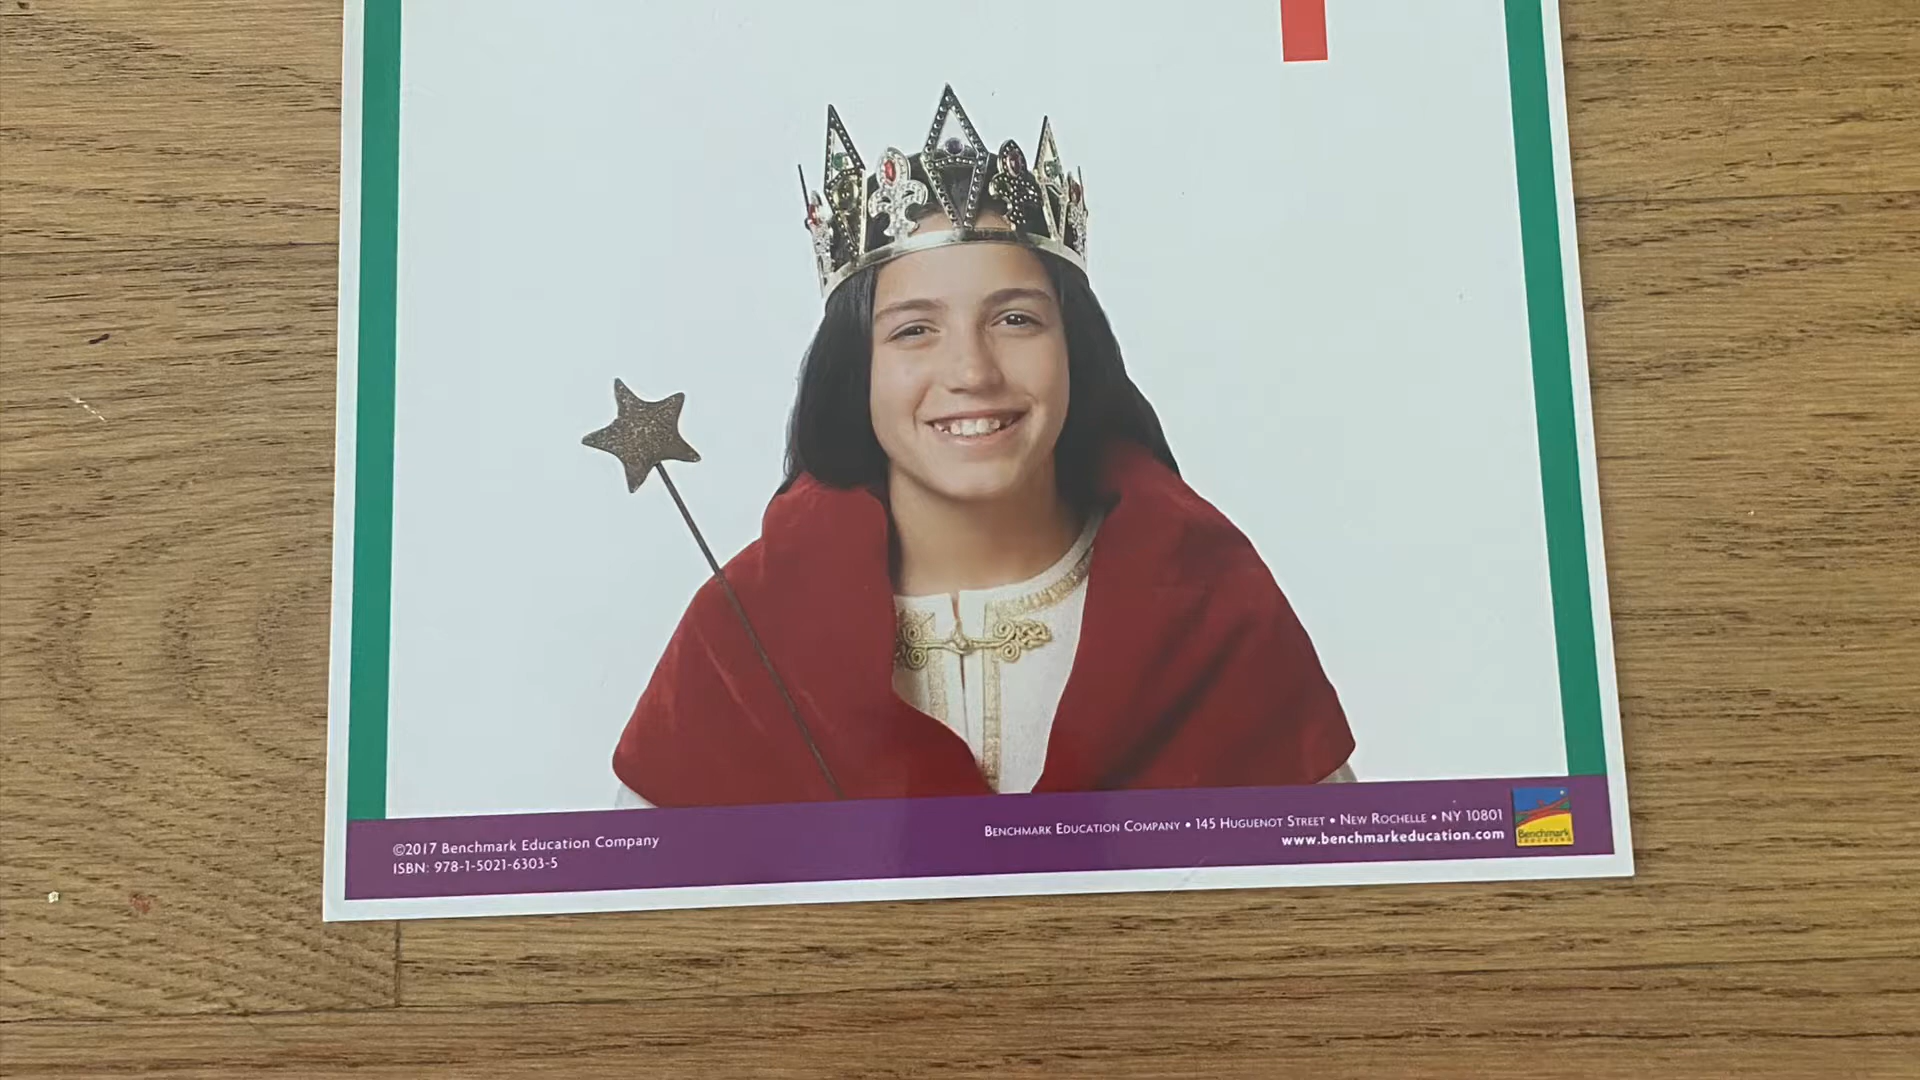 ©2017 Benchmark Education Company
ISBN: 978-1-5021-6303-5
BENCHMARK EDUCATION COMPANY • 145 HUGUENOT STREET • NEW ROCHELLE • NY 10801
www.benchmarkeducation.com
Benchmark
EDUCATION